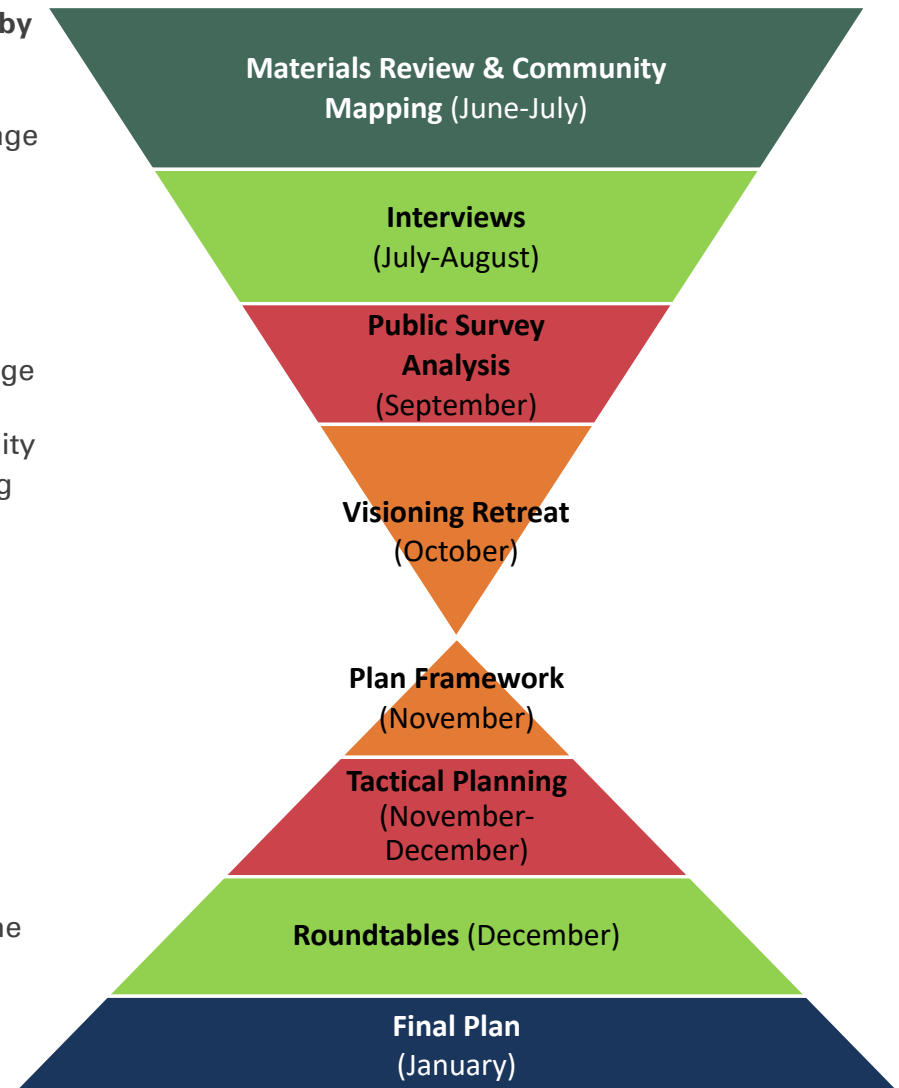 by
Materials Review & Community
Mapping (June-July)
Interviews
(July-August)
Public Survey
Analysis
(September)
Visioning Retreat
(October)
Plan Framework
(November)
Tactical Planning
(November-
December)
Roundtables (December)
Final Plan
(January)